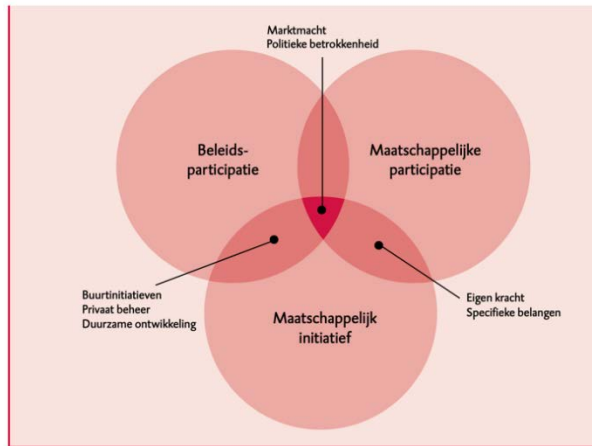 Marktmacht
Politieke betrokkenheid
Beleids-
participatie
Maatschappelijke
participatie
Buurtinitiatieven
Privaat beheer
Duurzame ontwikkeling
Eigen kracht
Specifieke belangen
Maatschappelijk
initiatief